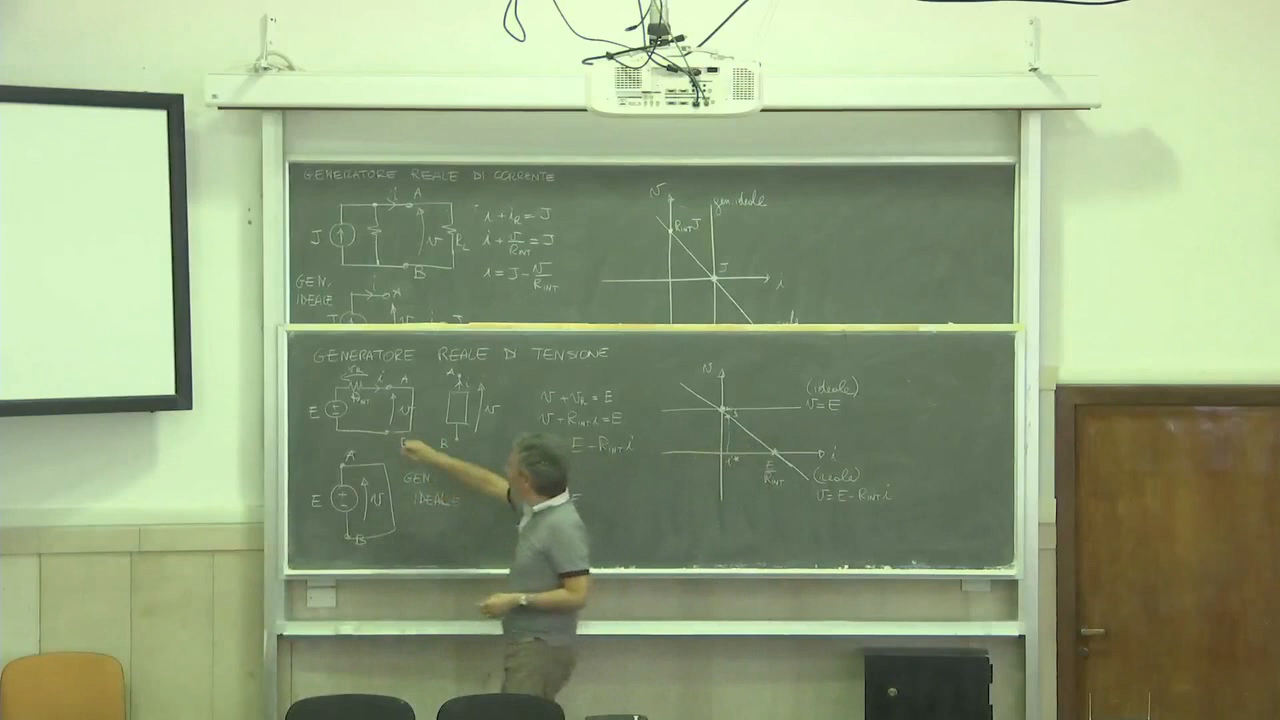 GENERATORE REALE DI CORRENTE
i
A
J
v
R_L
B
i + i_R = J
i + v/R_INT = J
i = J - v/R_INT
GEN.
IDEALE
i
A
v
v
gen. ideale
R_INT J
J
i
GENERATORE REALE DI TENSIONE
v_R
i
A
R_INT
E
v
A
i
v
B
v + v_R = E
v + R_INT i = E
E - R_INT i
A
E
v
B
GEN
IDEALE
E
v
(ideale)
v = E
i
i*
E/R_INT
(reale)
v = E - R_INT i